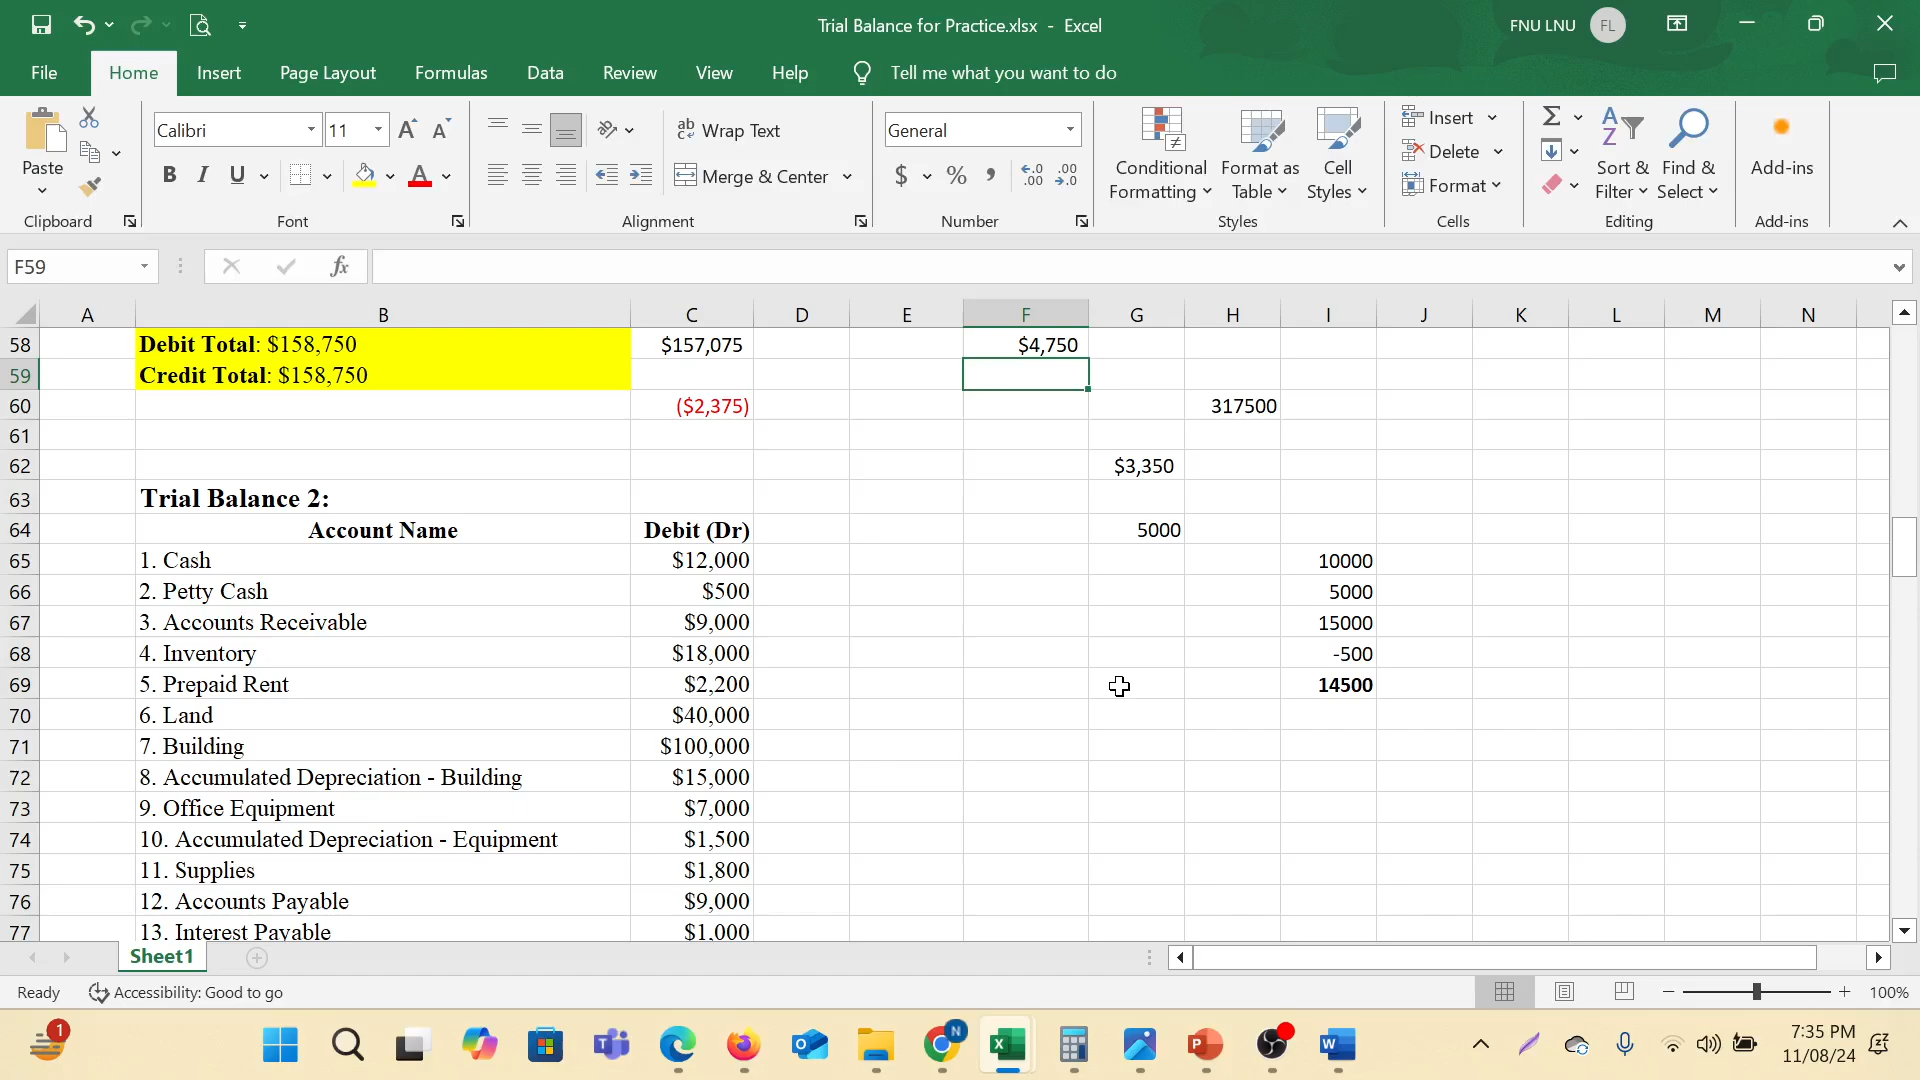 Trial Balance for Practice.xlsx - Excel
FNU LNU
FL
File
Home
Insert
Page Layout
Formulas
Data
Review
View
Help
Tell me what you want to do
Paste
Clipboard
Calibri
11
A A
B I U
Font
ab Wrap Text
Merge & Center
Alignment
General
$ % ,
Number
Conditional Formatting
Format as Table
Cell Styles
Styles
Insert
Delete
Format
Cells
Sort & Filter
Find & Select
Editing
Add-ins
Add-ins
F59
fx
A B C D E F G H I J K L M N
58 Debit Total: $158,750 $157,075 $4,750
59 Credit Total: $158,750
60 ($2,375) 317500
61
62 $3,350
63 Trial Balance 2:
64 Account Name Debit (Dr) 5000
65 1. Cash $12,000 10000
66 2. Petty Cash $500 5000
67 3. Accounts Receivable $9,000 15000
68 4. Inventory $18,000 -500
69 5. Prepaid Rent $2,200 14500
70 6. Land $40,000
71 7. Building $100,000
72 8. Accumulated Depreciation - Building $15,000
73 9. Office Equipment $7,000
74 10. Accumulated Depreciation - Equipment $1,500
75 11. Supplies $1,800
76 12. Accounts Payable $9,000
77 13. Interest Payable $1,000
Sheet1
Ready
Accessibility: Good to go
100%
1
N
7:35 PM
11/08/24